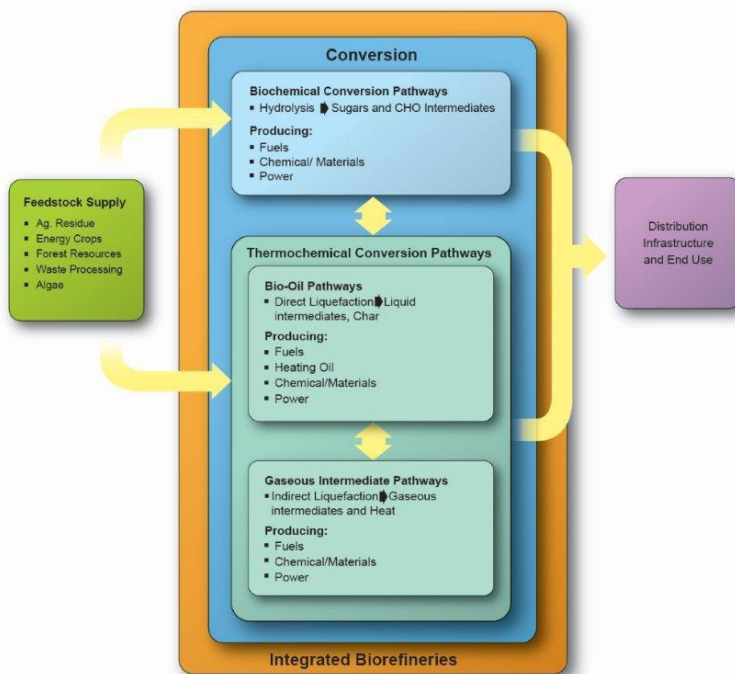 Conversion
Biochemical Conversion Pathways
▪ Hydrolysis ➡ Sugars and CHO Intermediates
Producing:
▪ Fuels
▪ Chemical/ Materials
▪ Power
Feedstock Supply
▪ Ag. Residue
▪ Energy Crops
▪ Forest Resources
▪ Waste Processing
▪ Algae
Thermochemical Conversion Pathways
Bio-Oil Pathways
▪ Direct Liquefaction ➡ Liquid
intermediates, Char
Producing:
▪ Fuels
▪ Heating Oil
▪ Chemical/Materials
▪ Power
Gaseous Intermediate Pathways
▪ Indirect Liquefaction ➡ Gaseous
intermediates and Heat
Producing:
▪ Fuels
▪ Chemical/Materials
▪ Power
Distribution
Infrastructure
and End Use
Integrated Biorefineries